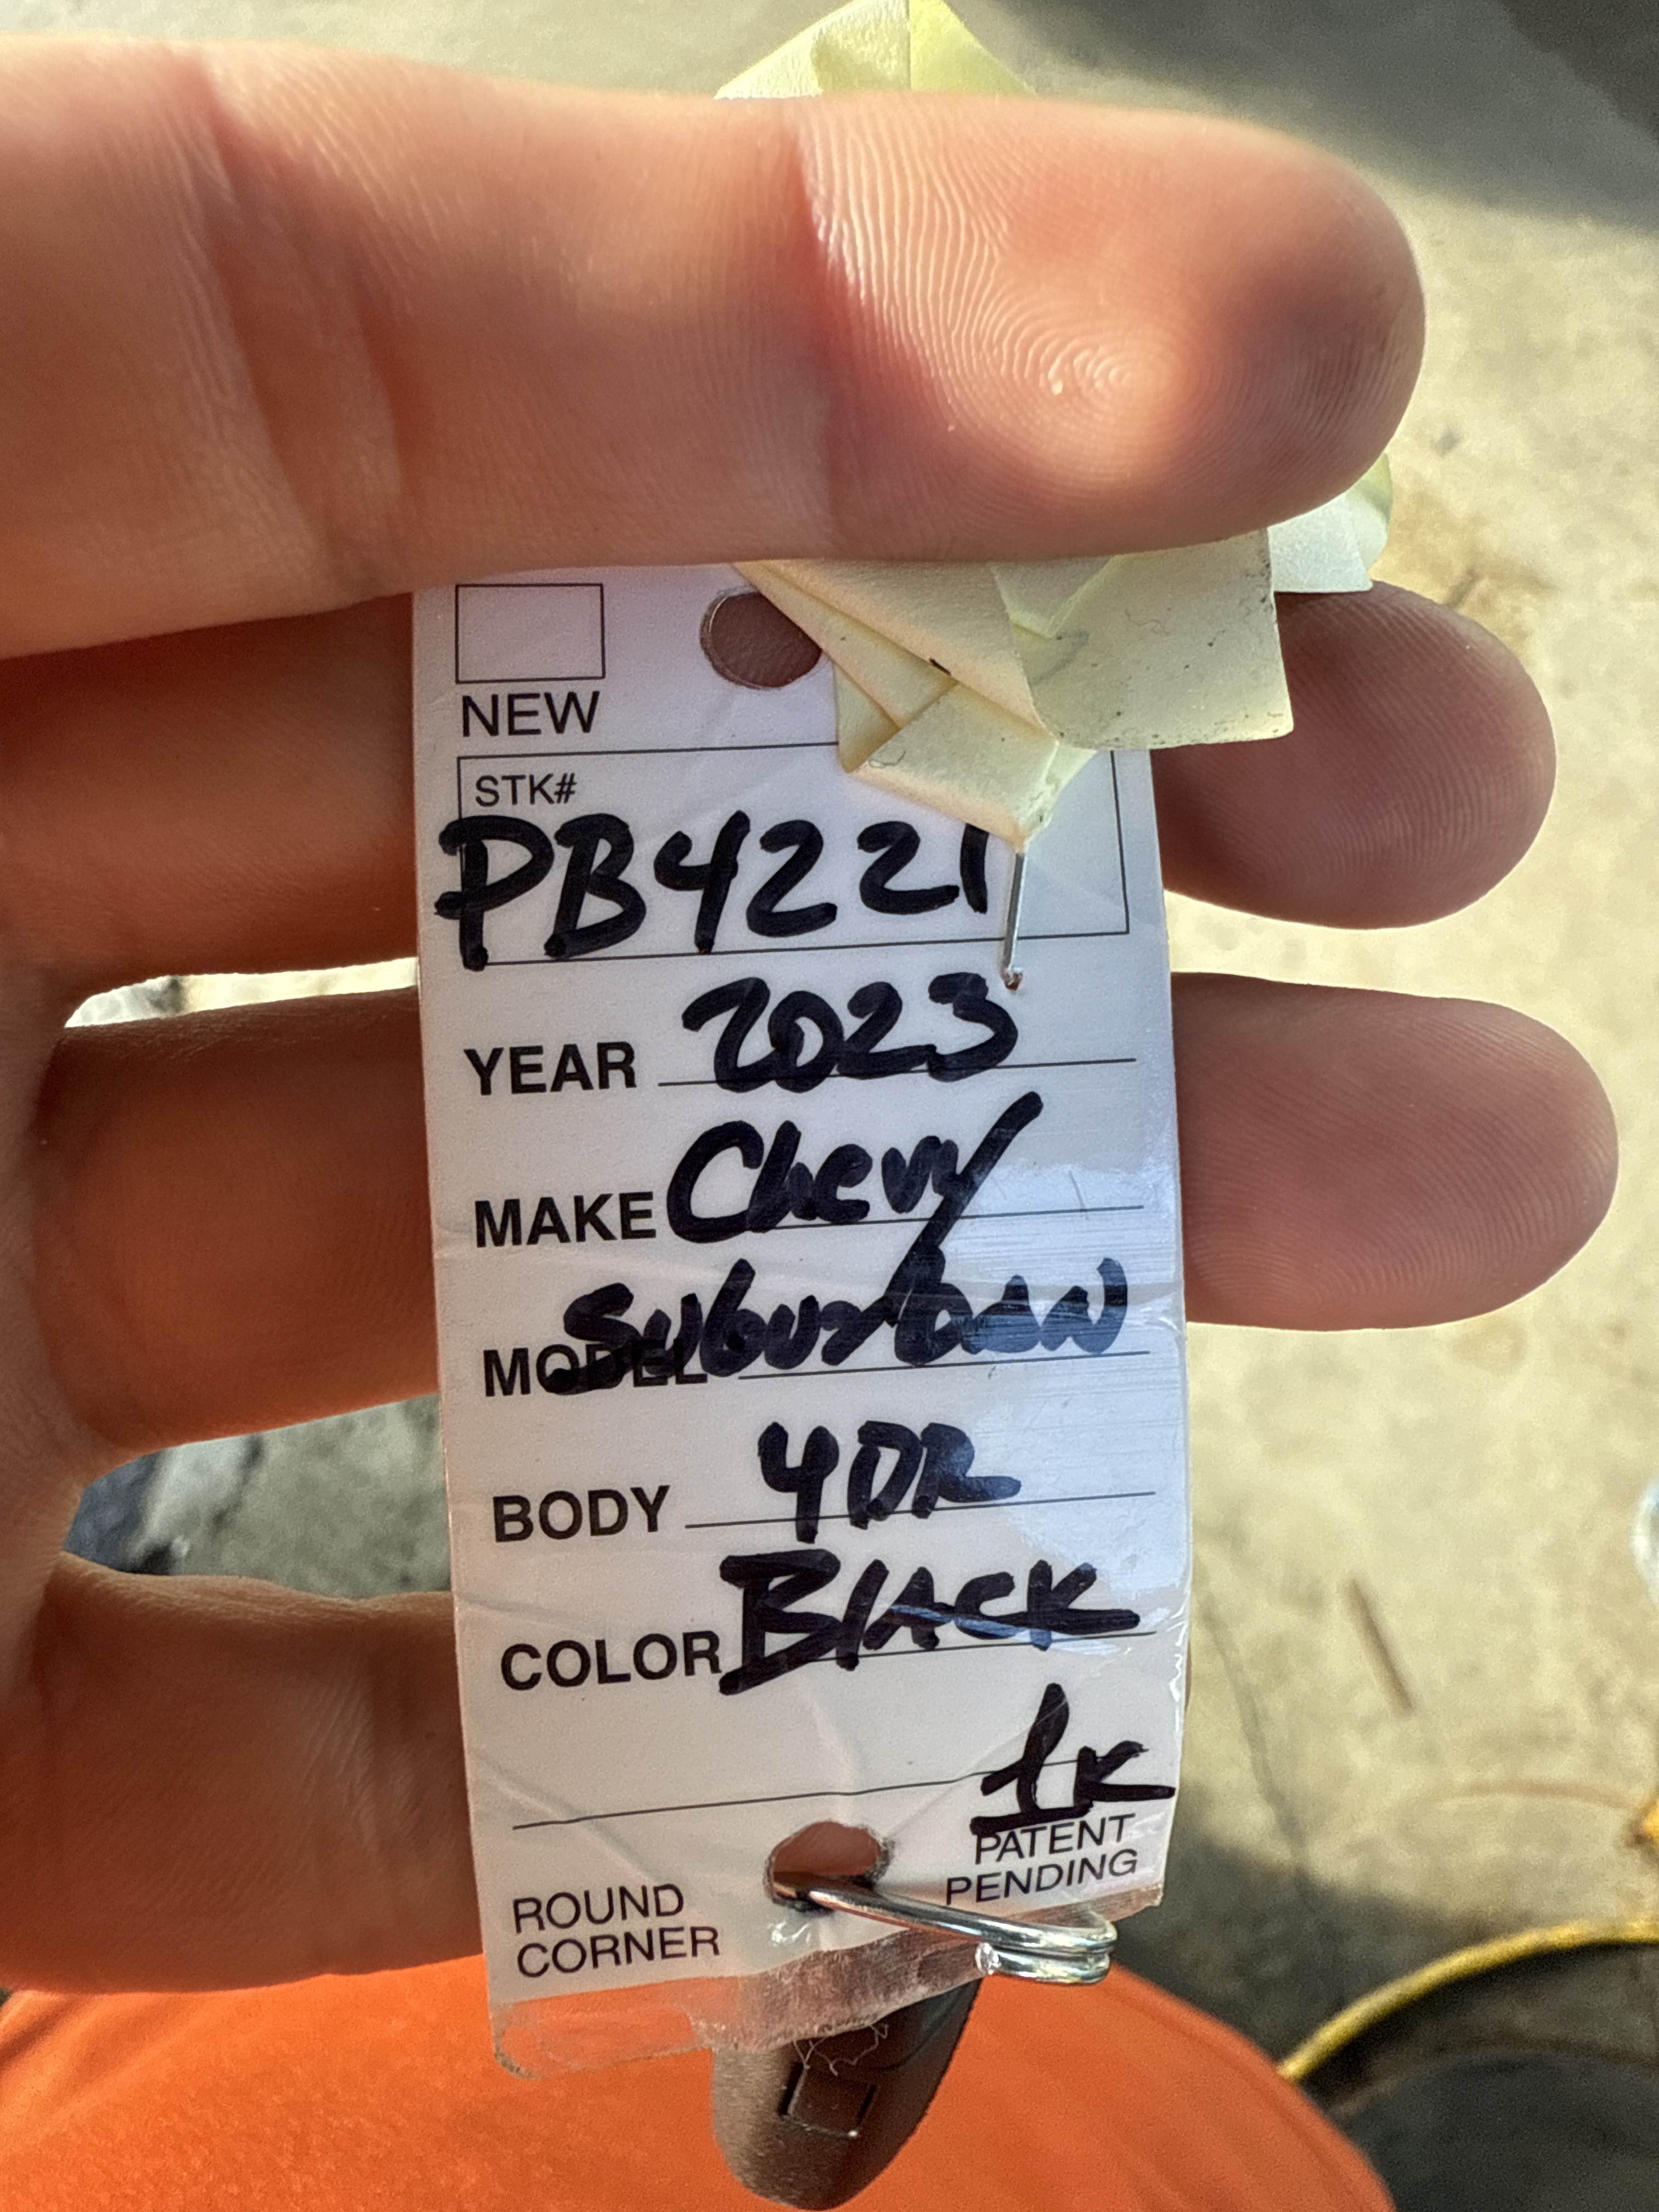 NEW
STK#
PB4221
YEAR 2023
MAKE Chevy
MODEL Suburban
BODY 4DR
COLOR Black
1K
ROUND CORNER
PATENT PENDING